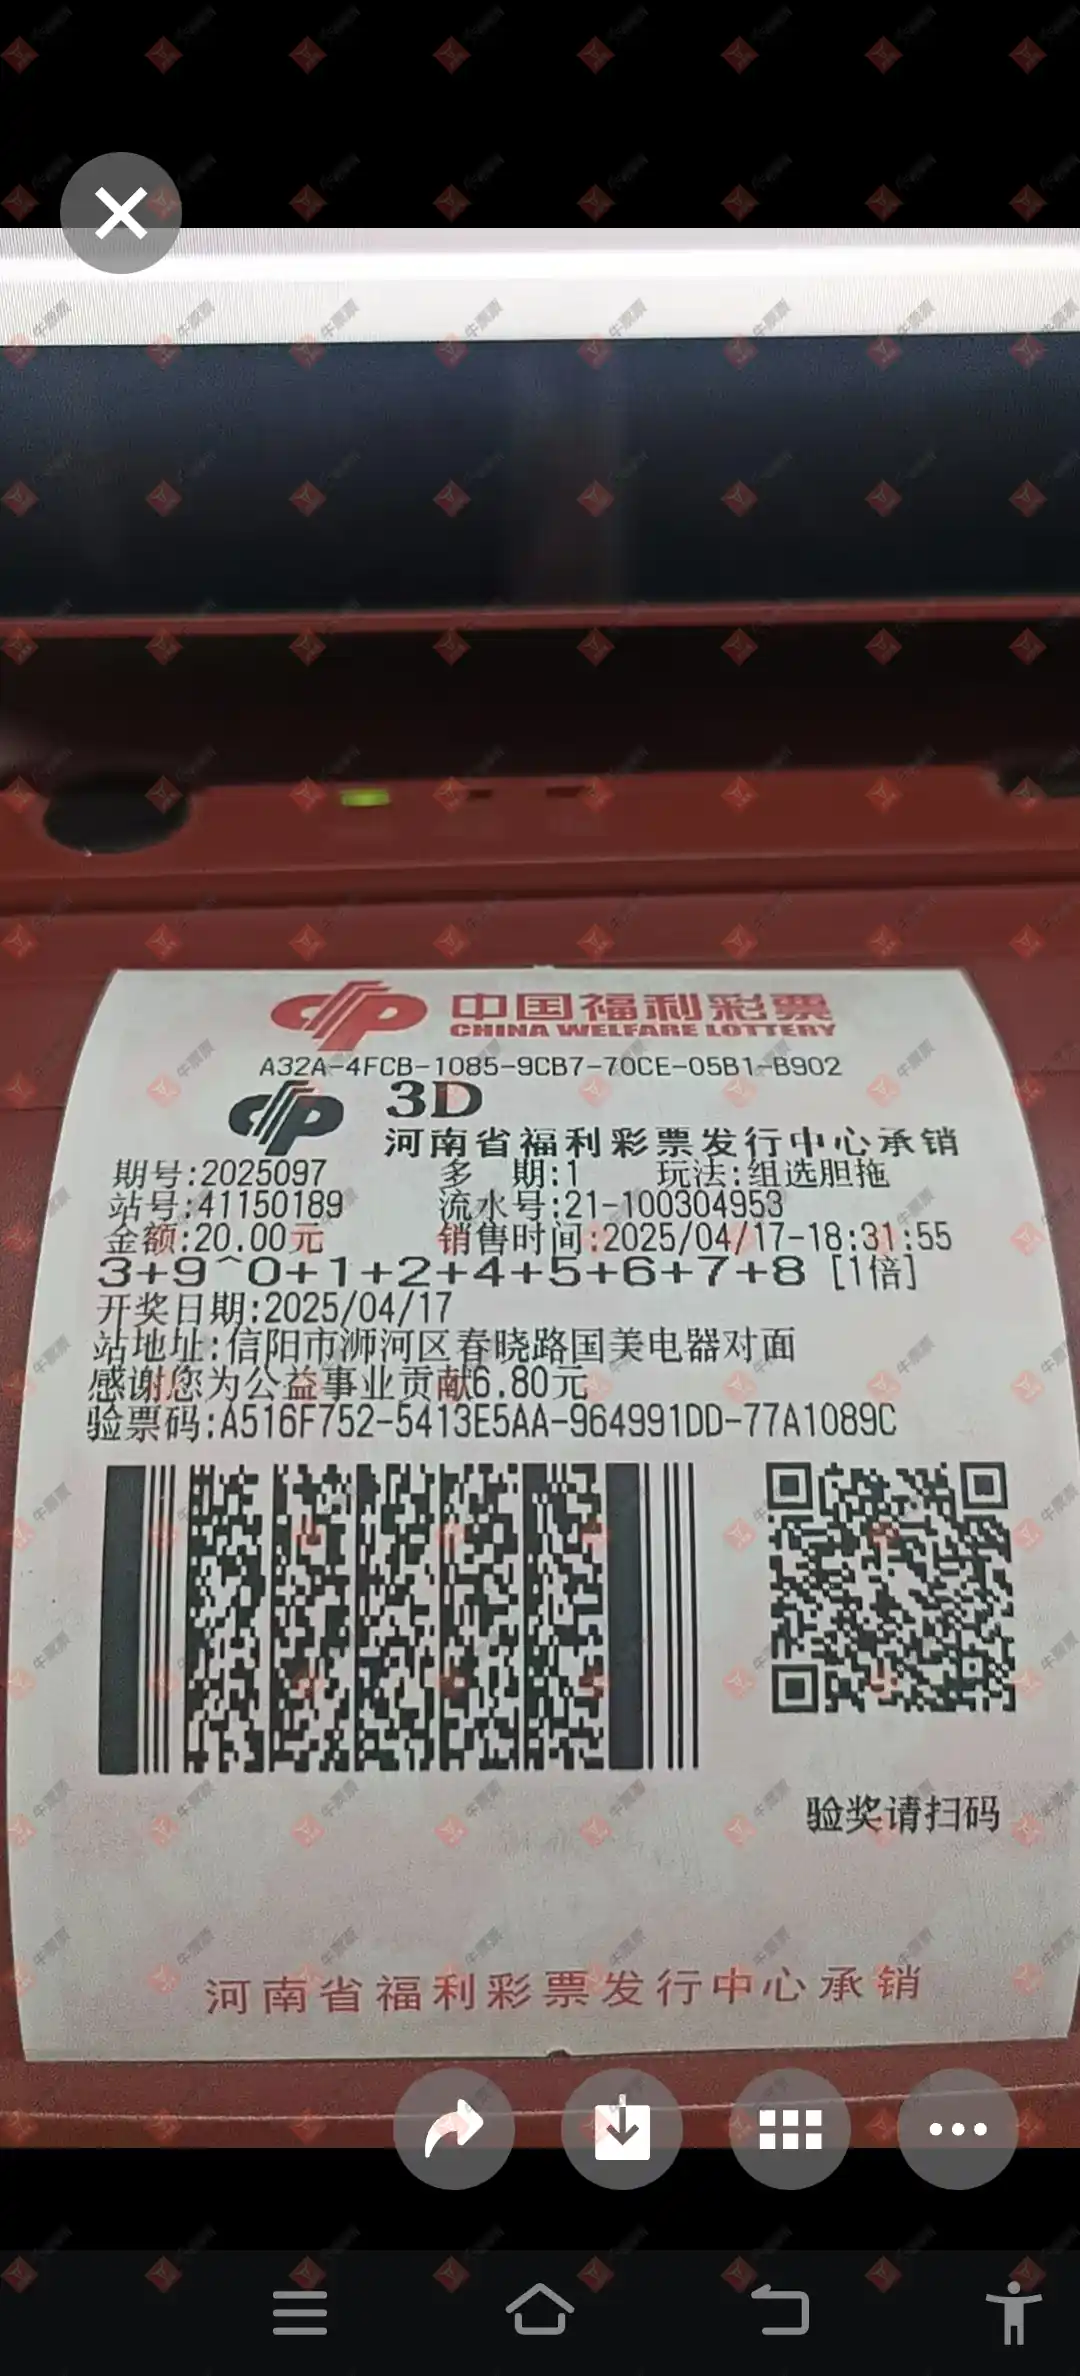 中国福利彩票
CHINA WELFARE LOTTERY
A32A-4FCB-1085-9CB7-70CE-05B1-B902
3D
河南省福利彩票发行中心承销
期号:2025097 多 期:1 玩法:组选胆拖
站号:41150189 流水号:21-100304953
金额:20.00元 销售时间:2025/04/17-18:31:55
3+9^0+1+2+4+5+6+7+8 [1倍]
开奖日期:2025/04/17
站地址:信阳市浉河区春晓路国美电器对面
感谢您为公益事业贡献6.80元
验票码:A516F752-5413E5AA-964991DD-77A1089C
验奖请扫码
河南省福利彩票发行中心承销
牛票票